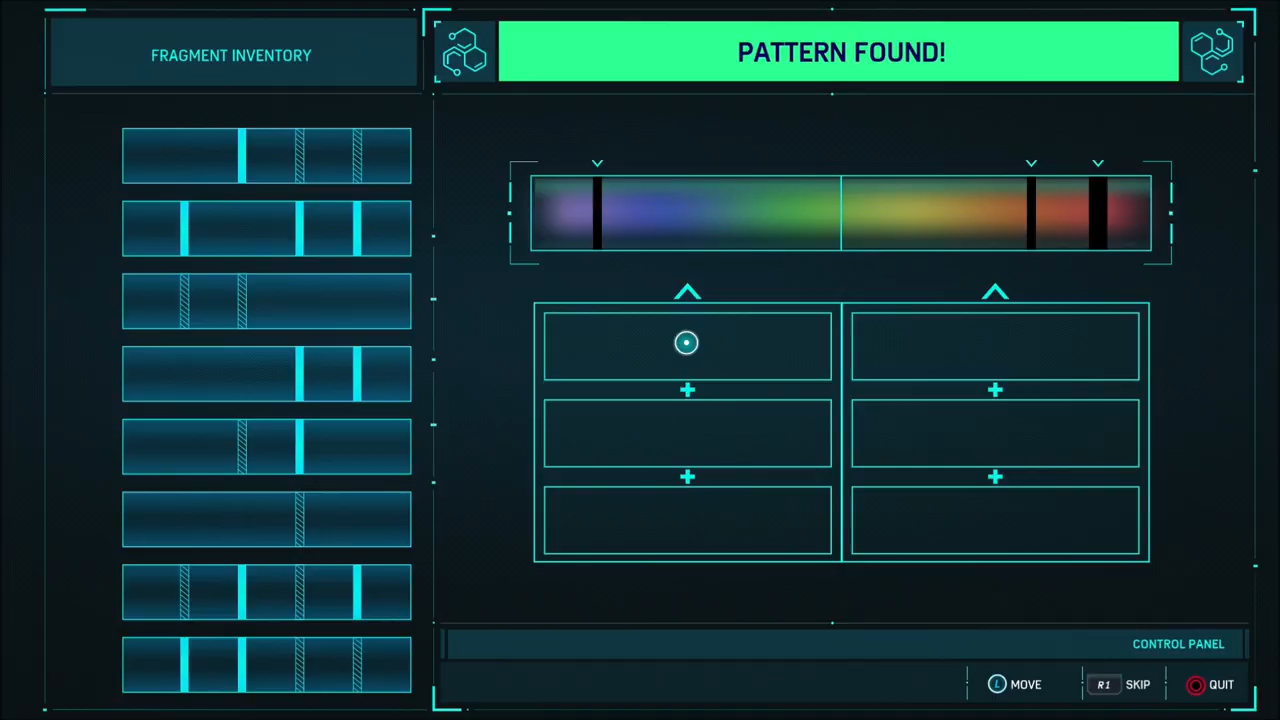 FRAGMENT INVENTORY
PATTERN FOUND!
CONTROL PANEL
L MOVE
R1 SKIP
QUIT